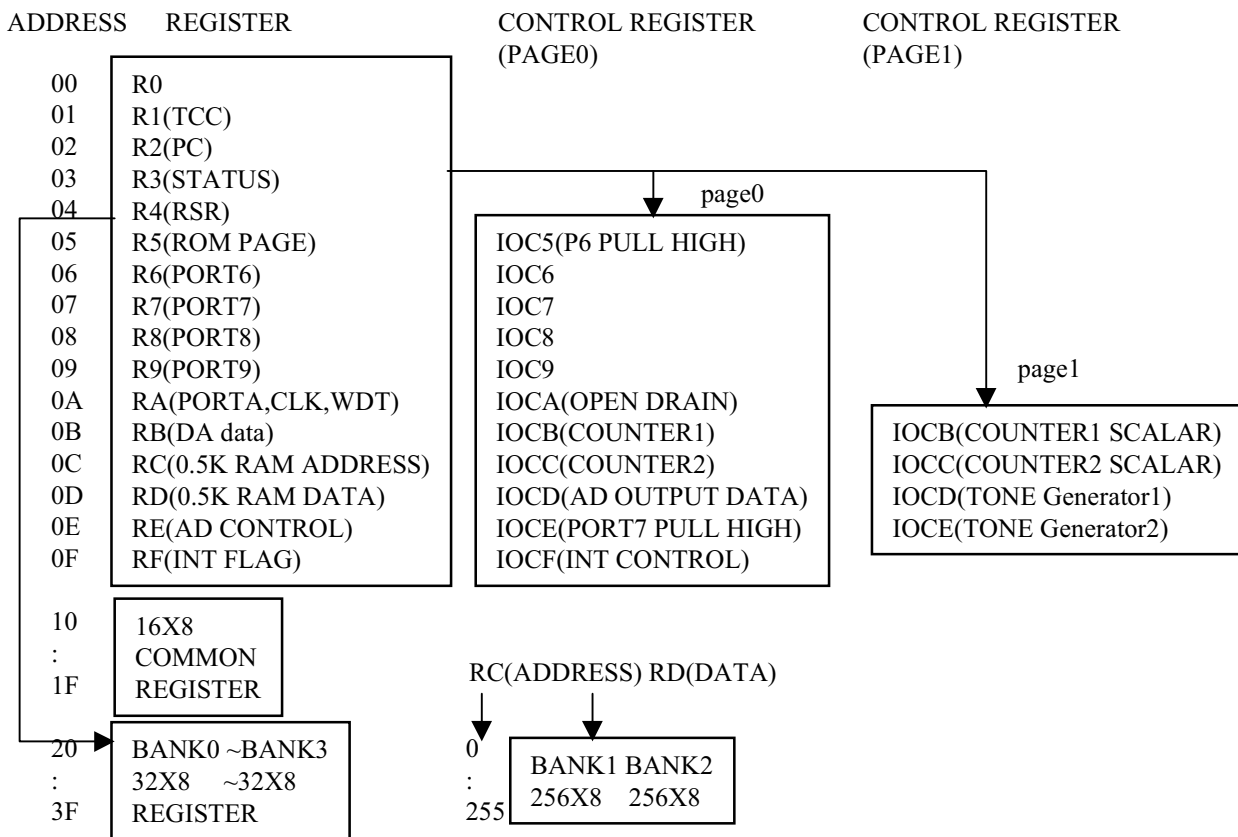 ADDRESS REGISTER CONTROL REGISTER (PAGE0) CONTROL REGISTER (PAGE1)
00 R0
01 R1(TCC)
02 R2(PC)
03 R3(STATUS)
page0
04 R4(RSR)
05 R5(ROM PAGE) IOC5(P6 PULL HIGH)
06 R6(PORT6) IOC6
07 R7(PORT7) IOC7
08 R8(PORT8) IOC8
09 R9(PORT9) IOC9
page1
0A RA(PORTA,CLK,WDT) IOCA(OPEN DRAIN)
0B RB(DA data) IOCB(COUNTER1) IOCB(COUNTER1 SCALAR)
0C RC(0.5K RAM ADDRESS) IOCC(COUNTER2) IOCC(COUNTER2 SCALAR)
0D RD(0.5K RAM DATA) IOCD(AD OUTPUT DATA) IOCD(TONE Generator1)
0E RE(AD CONTROL) IOCE(PORT7 PULL HIGH) IOCE(TONE Generator2)
0F RF(INT FLAG) IOCF(INT CONTROL)
10 16X8
: COMMON
1F REGISTER
RC(ADDRESS) RD(DATA)
20 BANK0 ~BANK3 0
: 32X8 ~32X8 : BANK1 BANK2
3F REGISTER 255 256X8 256X8